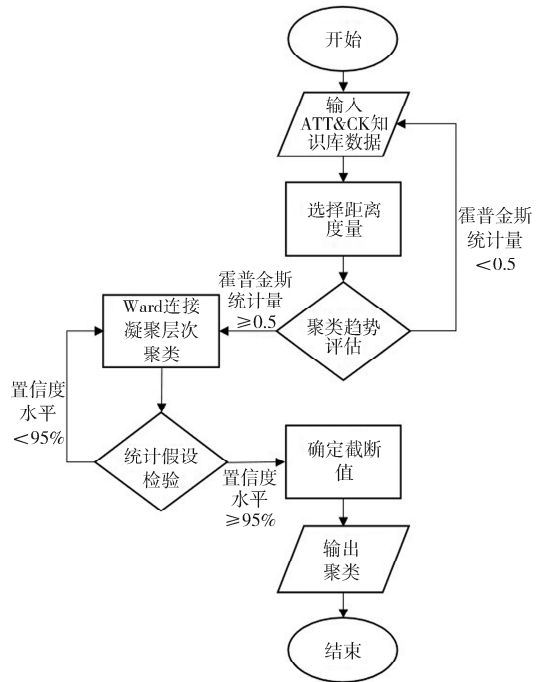 开始
输入
ATT&CK知
识库数据
选择距离
度量
霍普金斯
统计量
<0.5
霍普金斯
统计量
≥0.5
聚类趋势
评估
Ward连接
凝聚层次
聚类
置信度
水平
<95%
统计假设
检验
置信度
水平
≥95%
确定截断
值
输出
聚类
结束